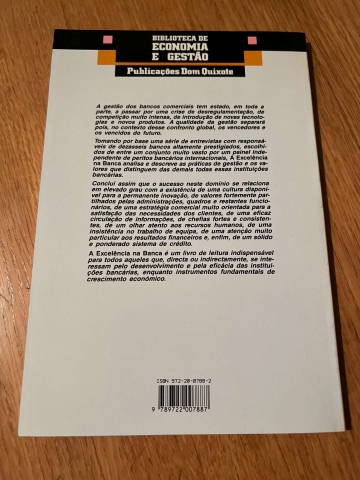 BIBLIOTECA DE
ECONOMIA
E GESTÃO
Publicações Dom Quixote
A gestão dos bancos comerciais tem estado, em toda a
parte, a passar por uma crise de desregulamentação, de
competição muito intensa, de introdução de novas tecnolo-
gias e novos produtos. A qualidade da gestão separará
pois, no contexto desse confronto global, os vencedores e
os vencidos do futuro.
Tomando por base uma série de entrevistas com responsá-
veis de dezasseis bancos altamente prestigiados, escolhi-
dos de entre um conjunto muito vasto por um painel inde-
pendente de peritos bancários internacionais, A Excelência
na Banca analisa e descreve as práticas de gestão e os va-
lores que distinguem das demais todas essas instituições
bancárias.
Conclui assim que o sucesso neste domínio se relaciona
em elevado grau com a existência de uma cultura disponí-
vel para a permanente inovação, de valores fortemente par-
tilhados pelas administrações, quadros e restantes funcio-
nários, de uma estratégia comercial muito orientada para a
satisfação das necessidades dos clientes, de uma eficaz
circulação de informações, de chefias fortes e consisten-
tes, de um olhar atento aos recursos humanos, de uma
insistência no trabalho de equipa, de uma atenção muito
particular aos resultados financeiros e, enfim, de um sólido
e ponderado sistema de crédito.
A Excelência na Banca é um livro de leitura indispensável
para todos aqueles que, directa ou indirectamente, se inte-
ressam pelo desenvolvimento e pela eficácia das institui-
ções bancárias, enquanto instrumentos fundamentais de
crescimento económico.
ISBN 972-20-0788-2
9 789722 007887